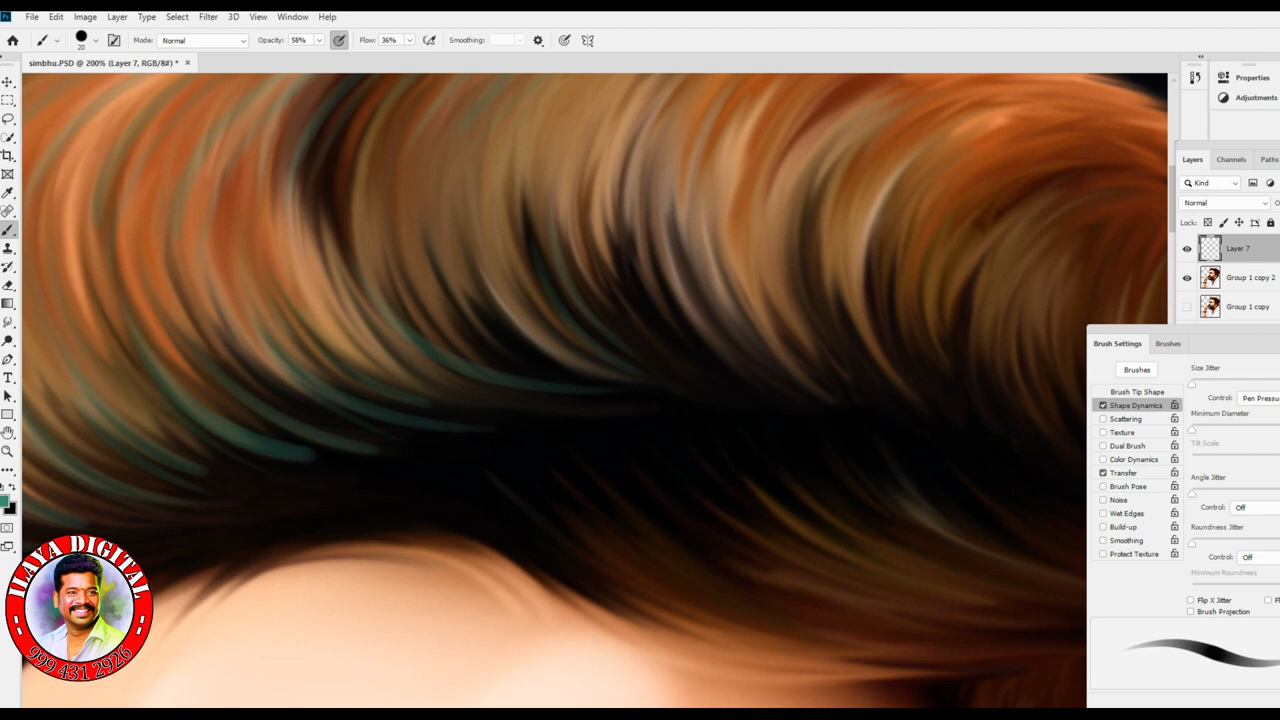 Ps File Edit Image Layer Type Select Filter 3D View Window Help
20 Mode: Normal Opacity: 58% Flow: 36% Smoothing:
simbhu.PSD @ 200% (Layer 7, RGB/8#) * ×
Properties
Adjustments
Layers Channels Paths
Kind
Normal
Lock:
Layer 7
Group 1 copy 2
Group 1 copy
Brush Settings Brushes
Brushes
Size Jitter
Brush Tip Shape
Control: Pen Pressu
Shape Dynamics
Minimum Diameter
Scattering
Texture
Tilt Scale
Dual Brush
Color Dynamics
Transfer
Angle Jitter
Brush Pose
Noise
Control: Off
Wet Edges
Build-up
Roundness Jitter
Smoothing
Protect Texture
Control: Off
Minimum Roundness
Flip X Jitter
Brush Projection
ILAYA DIGITAL
999 431 2926